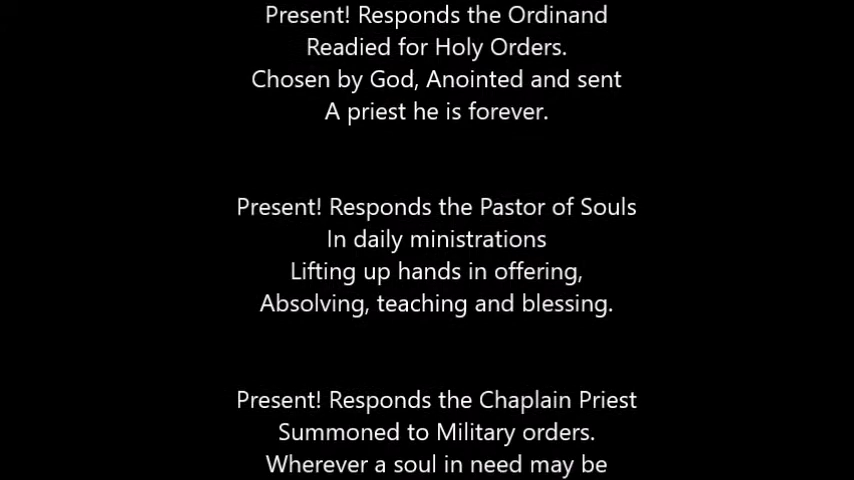 Present! Responds the Ordinand
Readied for Holy Orders.
Chosen by God, Anointed and sent
A priest he is forever.
Present! Responds the Pastor of Souls
In daily ministrations
Lifting up hands in offering,
Absolving, teaching and blessing.
Present! Responds the Chaplain Priest
Summoned to Military orders.
Wherever a soul in need may be